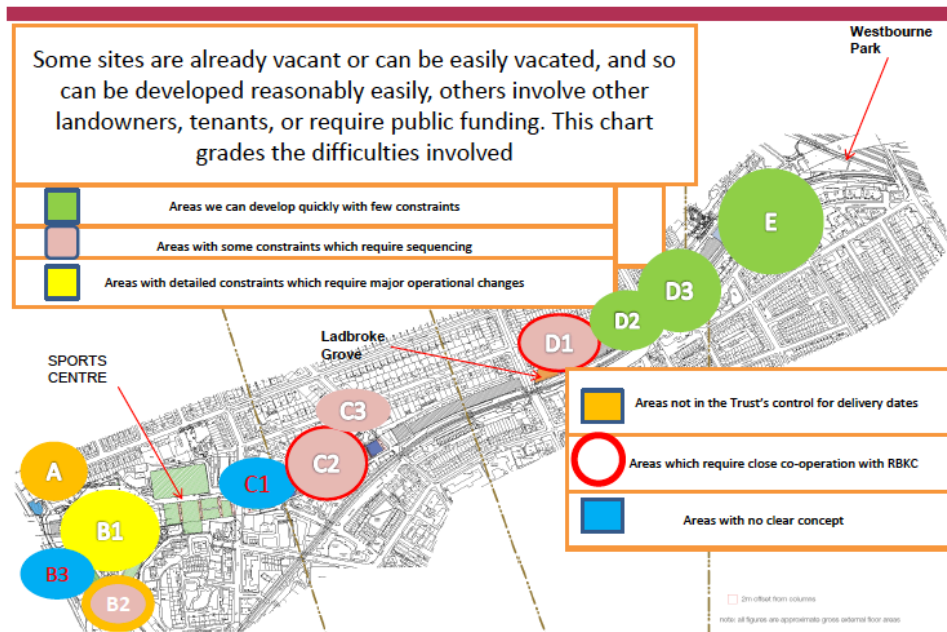 Westbourne
Park
Some sites are already vacant or can be easily vacated, and so
can be developed reasonably easily, others involve other
landowners, tenants, or require public funding. This chart
grades the difficulties involved
Areas we can develop quickly with few constraints
Areas with some constraints which require sequencing
Areas with detailed constraints which require major operational changes
E
D3
D2
D1
Ladbroke
Grove
SPORTS
CENTRE
C3
C2
C1
A
B1
B3
B2
Areas not in the Trust's control for delivery dates
Areas which require close co-operation with RBKC
Areas with no clear concept
2m offset from columns
note: all figures are approximate gross external floor areas